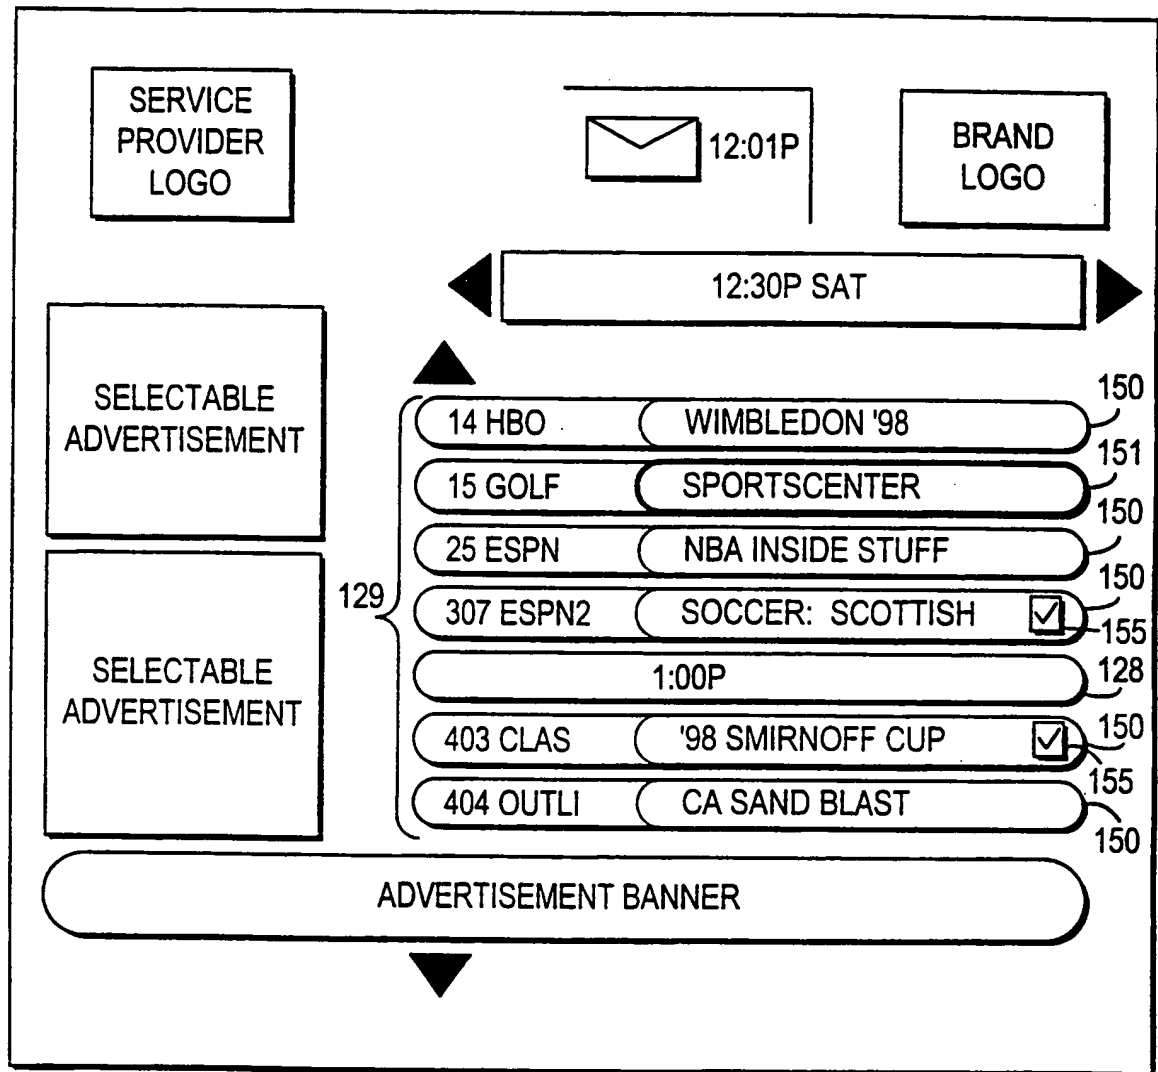 SERVICE
PROVIDER
LOGO
12:01P
BRAND
LOGO
12:30P SAT
SELECTABLE
ADVERTISEMENT
SELECTABLE
ADVERTISEMENT
129
14 HBO WIMBLEDON '98 150
15 GOLF SPORTSCENTER 151
25 ESPN NBA INSIDE STUFF 150
307 ESPN2 SOCCER: SCOTTISH 150
155
1:00P 128
403 CLAS '98 SMIRNOFF CUP 150
155
404 OUTLI CA SAND BLAST 150
ADVERTISEMENT BANNER